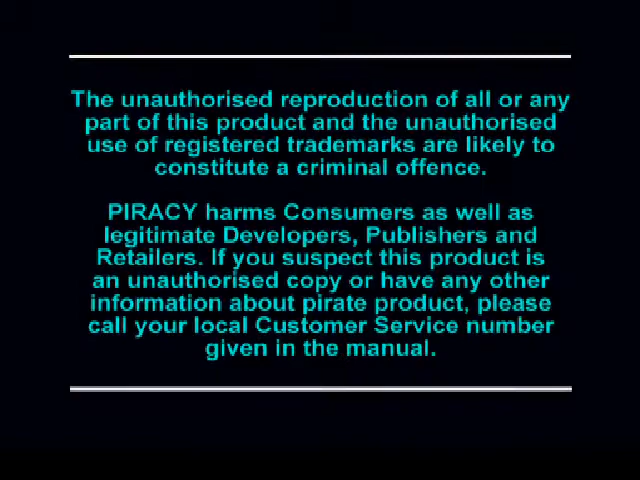 The unauthorised reproduction of all or any
part of this product and the unauthorised
use of registered trademarks are likely to
constitute a criminal offence.
PIRACY harms Consumers as well as
legitimate Developers, Publishers and
Retailers. If you suspect this product is
an unauthorised copy or have any other
information about pirate product, please
call your local Customer Service number
given in the manual.